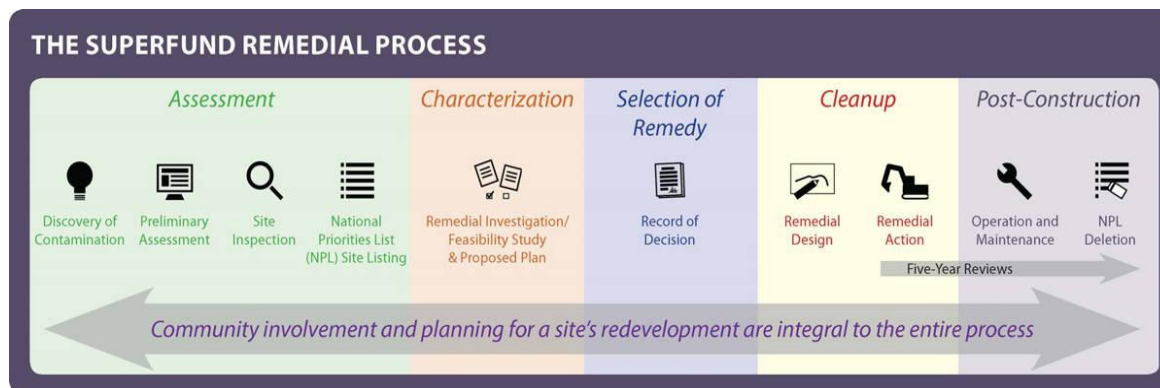 THE SUPERFUND REMEDIAL PROCESS
Assessment
Discovery of
Contamination
Preliminary
Assessment
Site
Inspection
National
Priorities List
(NPL) Site Listing
Characterization
Remedial Investigation/
Feasibility Study
& Proposed Plan
Selection of
Remedy
Record of
Decision
Cleanup
Remedial
Design
Remedial
Action
Post-Construction
Operation and
Maintenance
NPL
Deletion
Five-Year Reviews
Community involvement and planning for a site's redevelopment are integral to the entire process